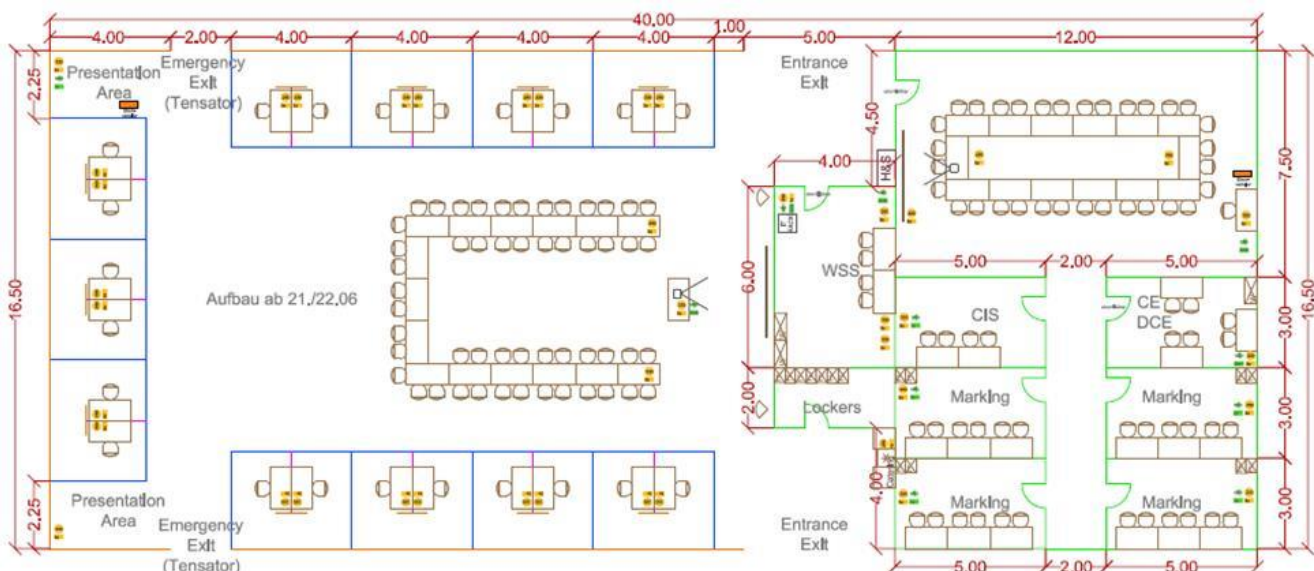 40.00
4.00
2.00
4.00
4.00
4.00
4.00
1.00
5.00
12.00
2.25
Presentation
Area
Emergency
Exit
(Tensator)
Entrance
Exit
4.50
H&S
7.50
4.00
16.50
Aufbau ab 21./22.06
6.00
WSS
5.00
2.00
5.00
CIS
CE
DCE
3.00
16.50
2.00
Lockers
Marking
Marking
3.00
4.00
Marking
Marking
3.00
2.25
Presentation
Area
Emergency
Exit
(Tensator)
Entrance
Exit
5.00
2.00
5.00